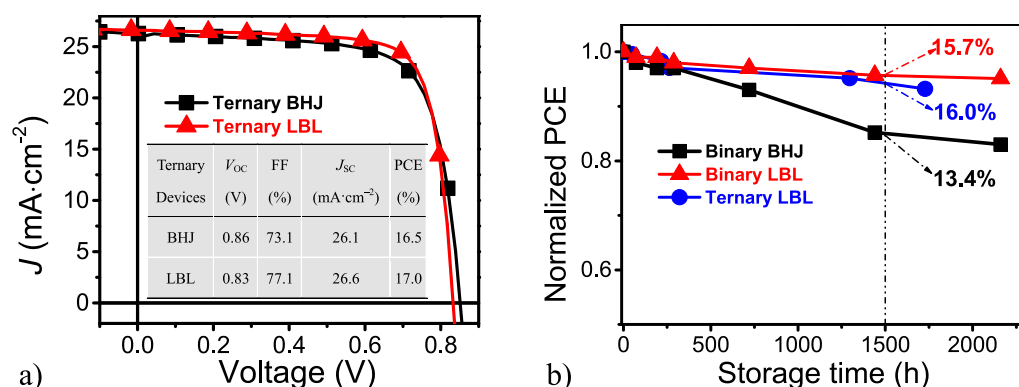 J (mA·cm⁻²)
25
20
15
10
5
0
Ternary BHJ
Ternary LBL
Ternary Devices VOC (V) FF (%) JSC (mA·cm⁻²) PCE (%)
BHJ 0.86 73.1 26.1 16.5
LBL 0.83 77.1 26.6 17.0
0.0 0.2 0.4 0.6 0.8
Voltage (V)
a)
Normalized PCE
1.0
0.8
0.6
15.7%
16.0%
13.4%
Binary BHJ
Binary LBL
Ternary LBL
0 500 1000 1500 2000
Storage time (h)
b)